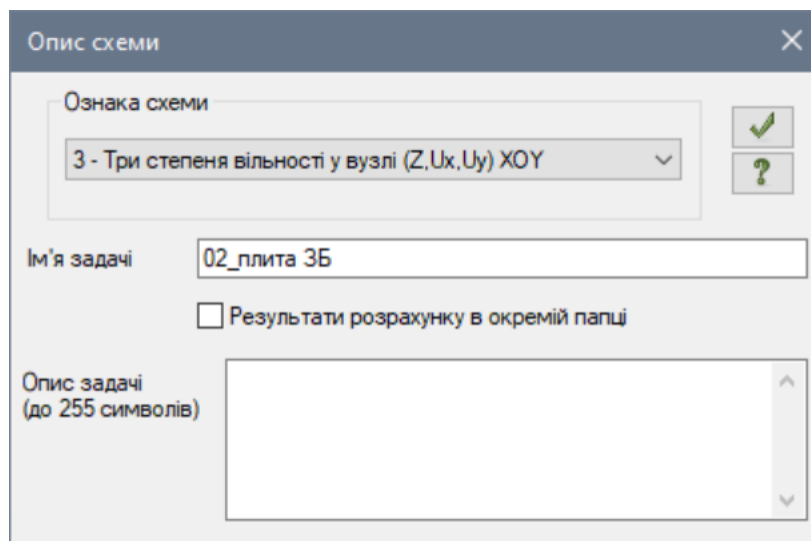 Опис схеми
Ознака схеми
3 - Три степеня вільності у вузлі (Z,Ux,Uy) XOY
Ім'я задачі
02_плита ЗБ
Результати розрахунку в окремій папці
Опис задачі
(до 255 символів)